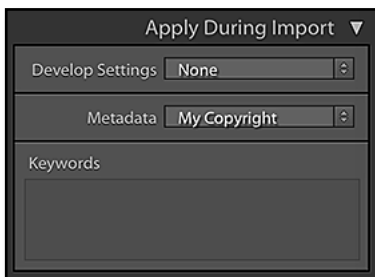 Apply During Import ▼
Develop Settings None
Metadata My Copyright
Keywords